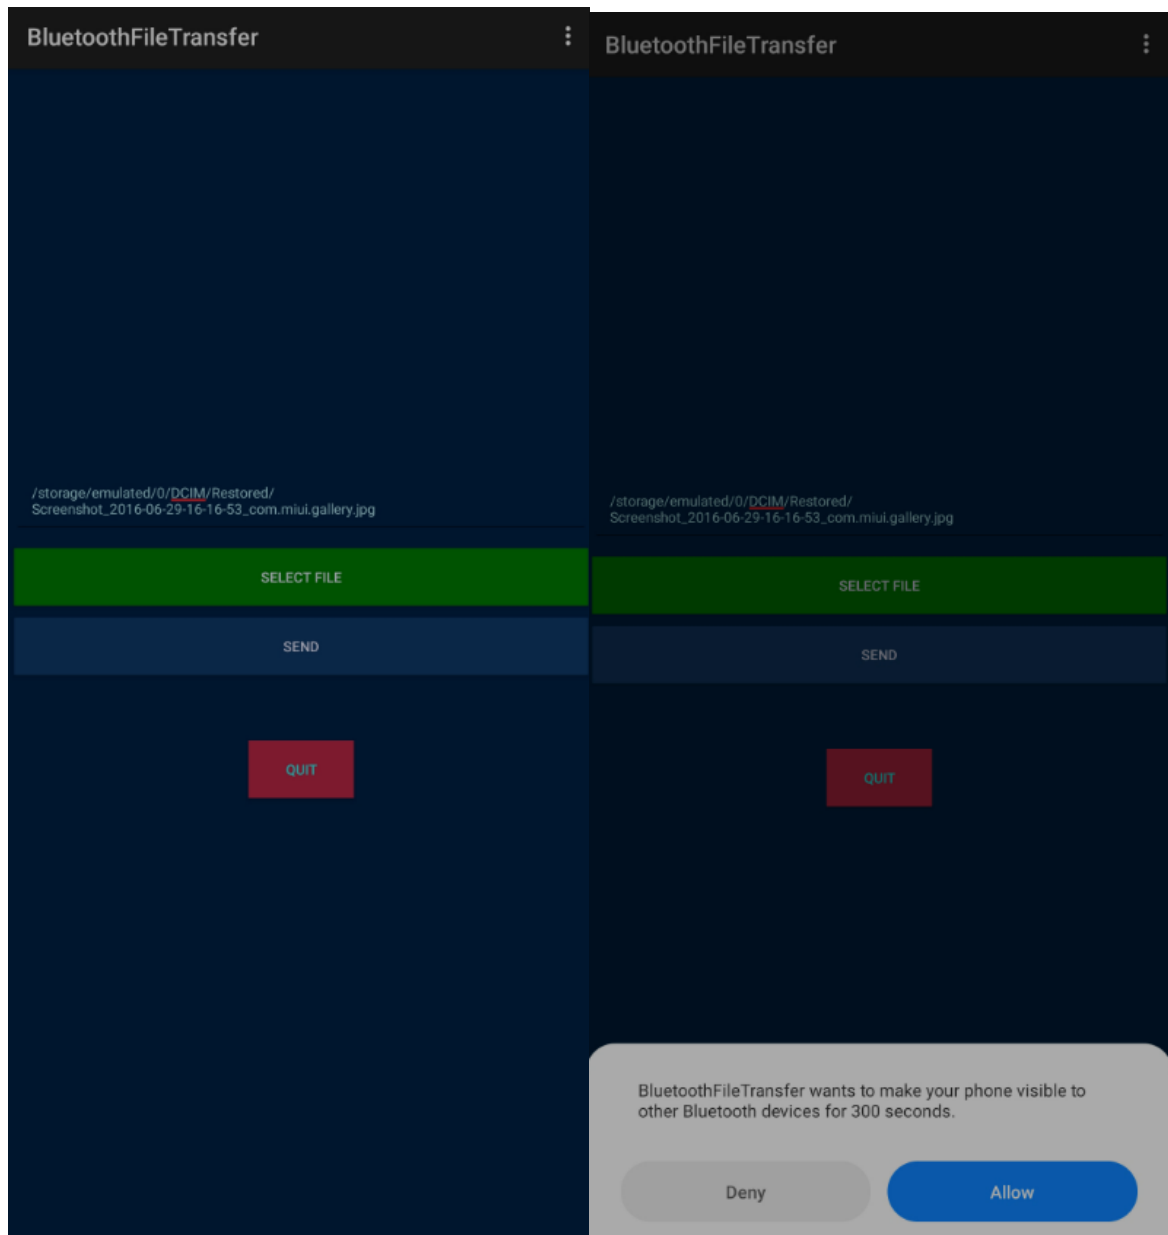 BluetoothFileTransfer
/storage/emulated/0/DCIM/Restored/
Screenshot_2016-06-29-16-16-53_com.miui.gallery.jpg
SELECT FILE
SEND
QUIT
BluetoothFileTransfer
/storage/emulated/0/DCIM/Restored/
Screenshot_2016-06-29-16-16-53_com.miui.gallery.jpg
SELECT FILE
SEND
QUIT
BluetoothFileTransfer wants to make your phone visible to
other Bluetooth devices for 300 seconds.
Deny
Allow